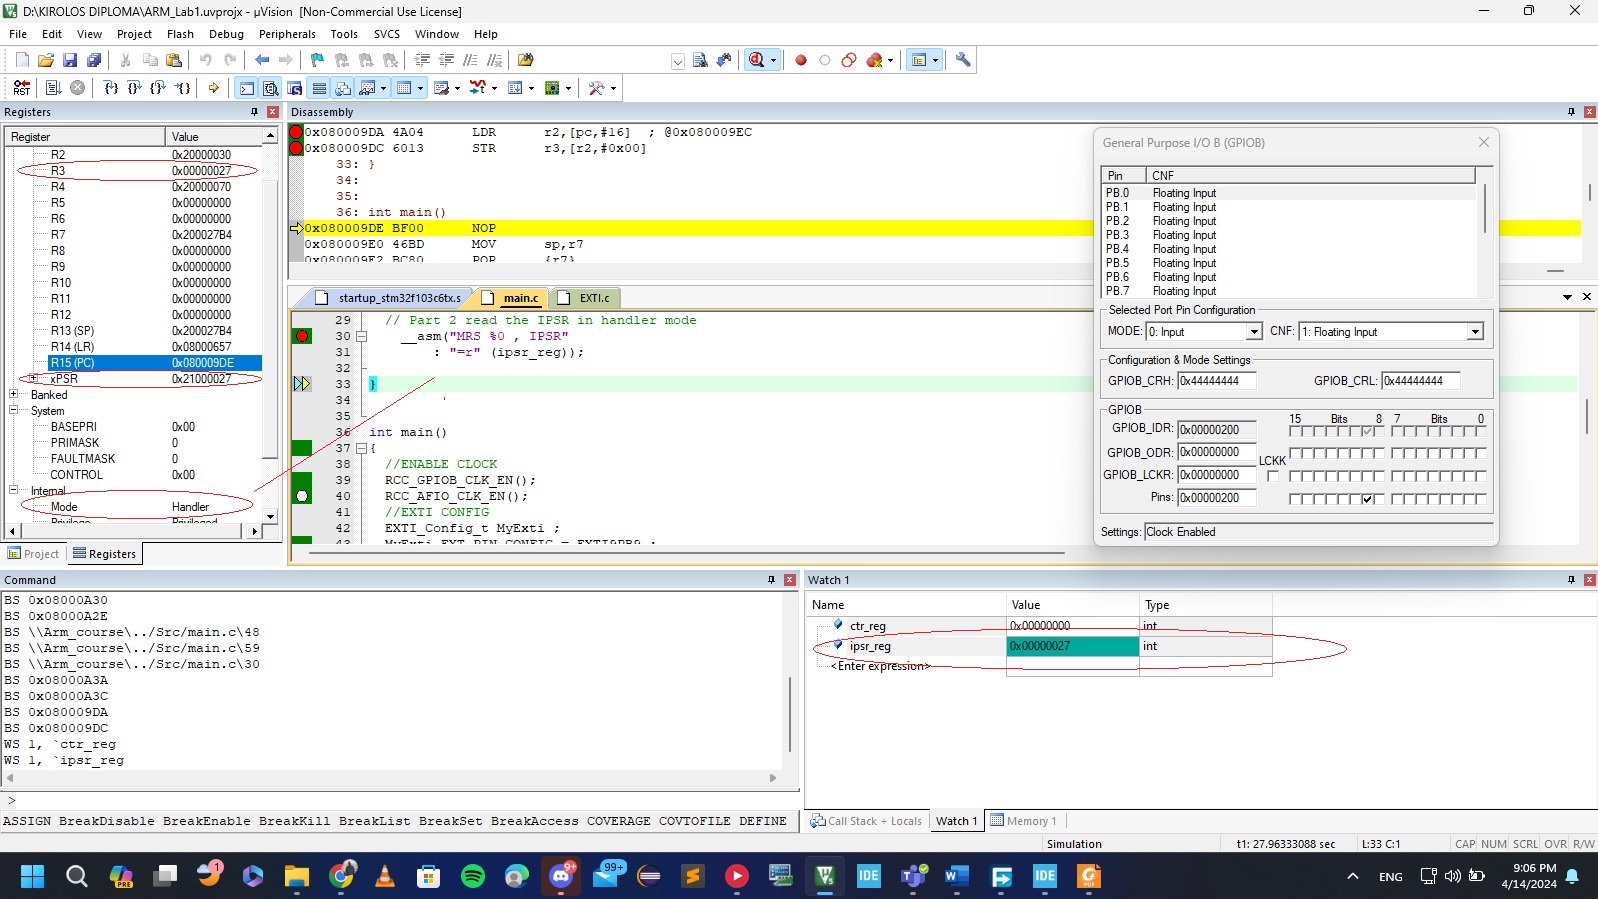 D:\KIROLOS DIPLOMA\ARM_Lab1.uvprojx - µVision [Non-Commercial Use License]
File Edit View Project Flash Debug Peripherals Tools SVCS Window Help
RST
Registers
Register Value
R2 0x20000030
R3 0x00000027
R4 0x20000070
R5 0x00000000
R6 0x00000000
R7 0x200027B4
R8 0x00000000
R9 0x00000000
R10 0x00000000
R11 0x00000000
R12 0x00000000
R13 (SP) 0x200027B4
R14 (LR) 0x08000657
R15 (PC) 0x080009DE
xPSR 0x21000027
Banked
System
BASEPRI 0x00
PRIMASK 0
FAULTMASK 0
CONTROL 0x00
Internal
Mode Handler
Privilege Privileged
Project Registers
Disassembly
0x080009DA 4A04 LDR r2,[pc,#16] ; @0x080009EC
0x080009DC 6013 STR r3,[r2,#0x00]
33: }
34:
35:
36: int main()
0x080009DE BF00 NOP
0x080009E0 46BD MOV sp,r7
0x080009E2 BC80 POP {r7}
startup_stm32f103c6tx.s main.c EXTI.c
29 // Part 2 read the IPSR in handler mode
30 __asm("MRS %0 , IPSR"
31 : "=r" (ipsr_reg));
32
33 }
34
35
36 int main()
37 {
38 //ENABLE CLOCK
39 RCC_GPIOB_CLK_EN();
40 RCC_AFIO_CLK_EN();
41 //EXTI CONFIG
42 EXTI_Config_t MyExti ;
43 MyExti.EXT_PIN_CONFIG = EXTI9PB9 ;
General Purpose I/O B (GPIOB)
Pin CNF
PB.0 Floating Input
PB.1 Floating Input
PB.2 Floating Input
PB.3 Floating Input
PB.4 Floating Input
PB.5 Floating Input
PB.6 Floating Input
PB.7 Floating Input
Selected Port Pin Configuration
MODE: 0: Input CNF: 1: Floating Input
Configuration & Mode Settings
GPIOB_CRH: 0x44444444 GPIOB_CRL: 0x44444444
GPIOB
15 Bits 8 7 Bits 0
GPIOB_IDR: 0x00000200
GPIOB_ODR: 0x00000000
LCKK
GPIOB_LCKR: 0x00000000
Pins: 0x00000200
Settings: Clock Enabled
Command
BS 0x08000A30
BS 0x08000A2E
BS \\Arm_course\../Src/main.c\48
BS \\Arm_course\../Src/main.c\59
BS \\Arm_course\../Src/main.c\30
BS 0x08000A3A
BS 0x08000A3C
BS 0x080009DA
BS 0x080009DC
WS 1, `ctr_reg
WS 1, `ipsr_reg
>
ASSIGN BreakDisable BreakEnable BreakKill BreakList BreakSet BreakAccess COVERAGE COVTOFILE DEFINE
Watch 1
Name Value Type
ctr_reg 0x00000000 int
ipsr_reg 0x00000027 int
<Enter expression>
Call Stack + Locals Watch 1 Memory 1
Simulation t1: 27.96333088 sec L:33 C:1 CAP NUM SCRL OVR R/W
PRE 1 99+ 9+ IDE IDE
ENG
9:06 PM
4/14/2024